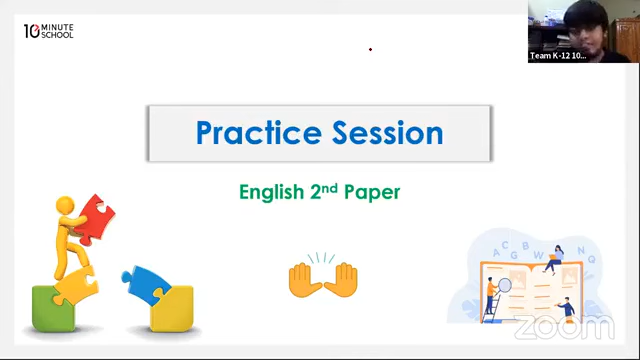 10 MINUTE
SCHOOL
Team K-12 10...
Practice Session
English 2nd Paper
A C B W N
G Q
zoom